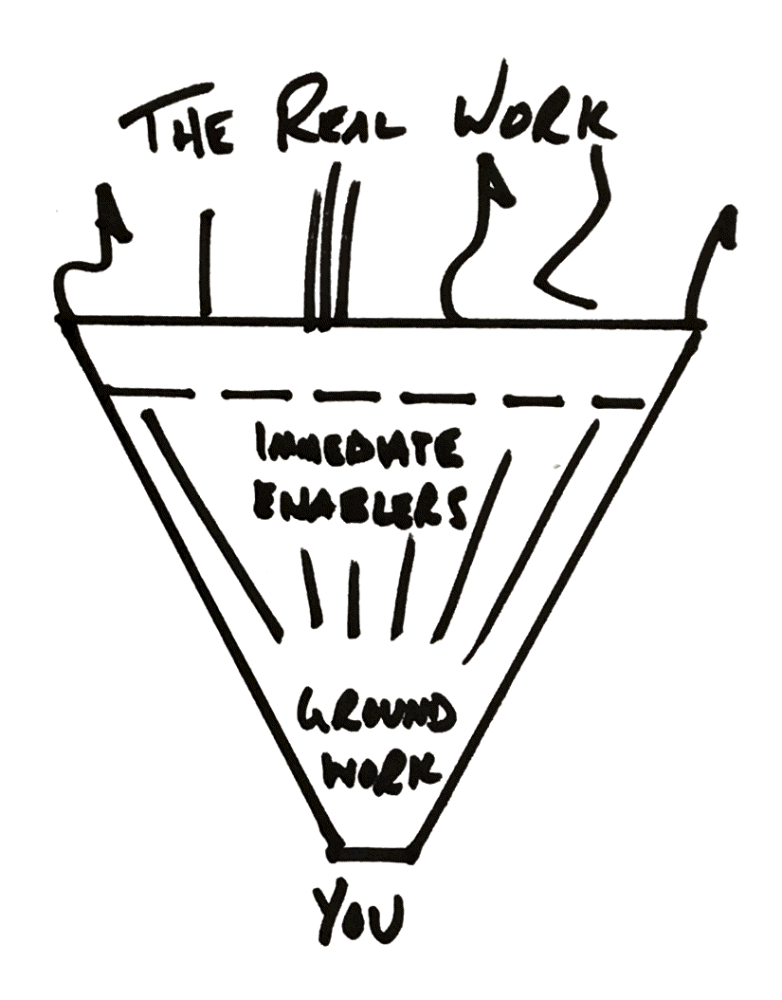 THE REAL WORK
IMMEDIATE
ENABLERS
GROUND
WORK
YOU